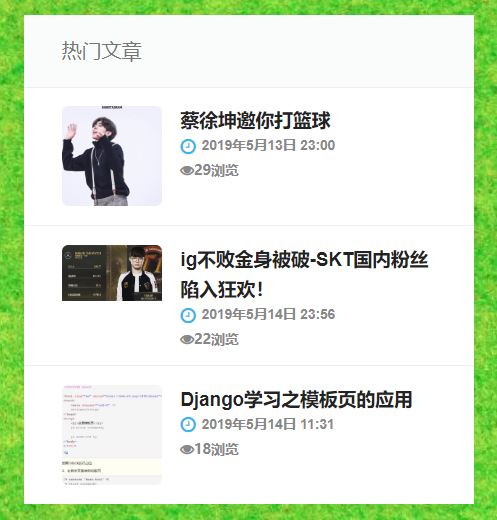 热门文章
蔡徐坤邀你打篮球
2019年5月13日 23:00
29浏览
ig不败金身被破-SKT国内粉丝
陷入狂欢！
2019年5月14日 23:56
22浏览
Django学习之模板页的应用
2019年5月14日 11:31
18浏览